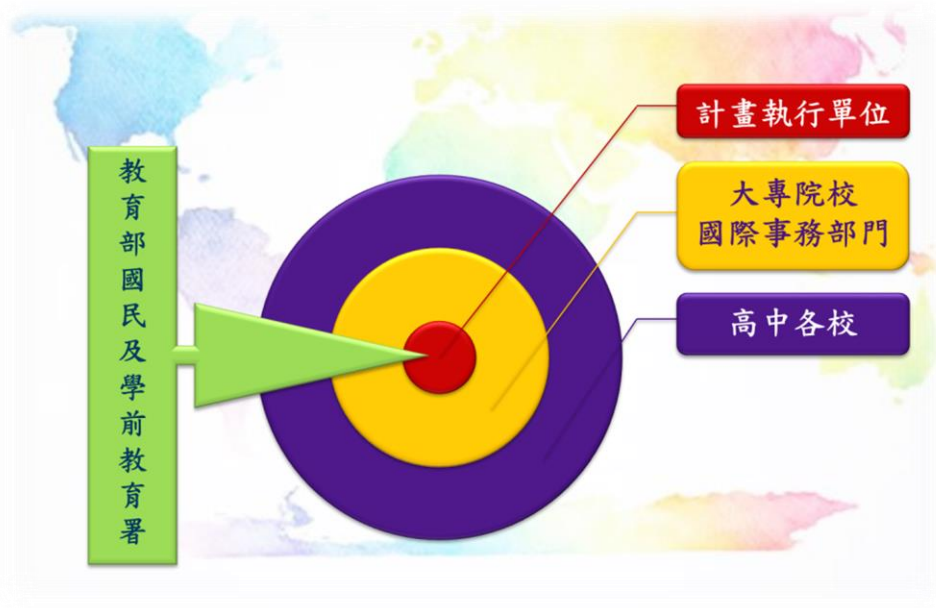 教育部國民及學前教育署
計畫執行單位
大專院校
國際事務部門
高中各校